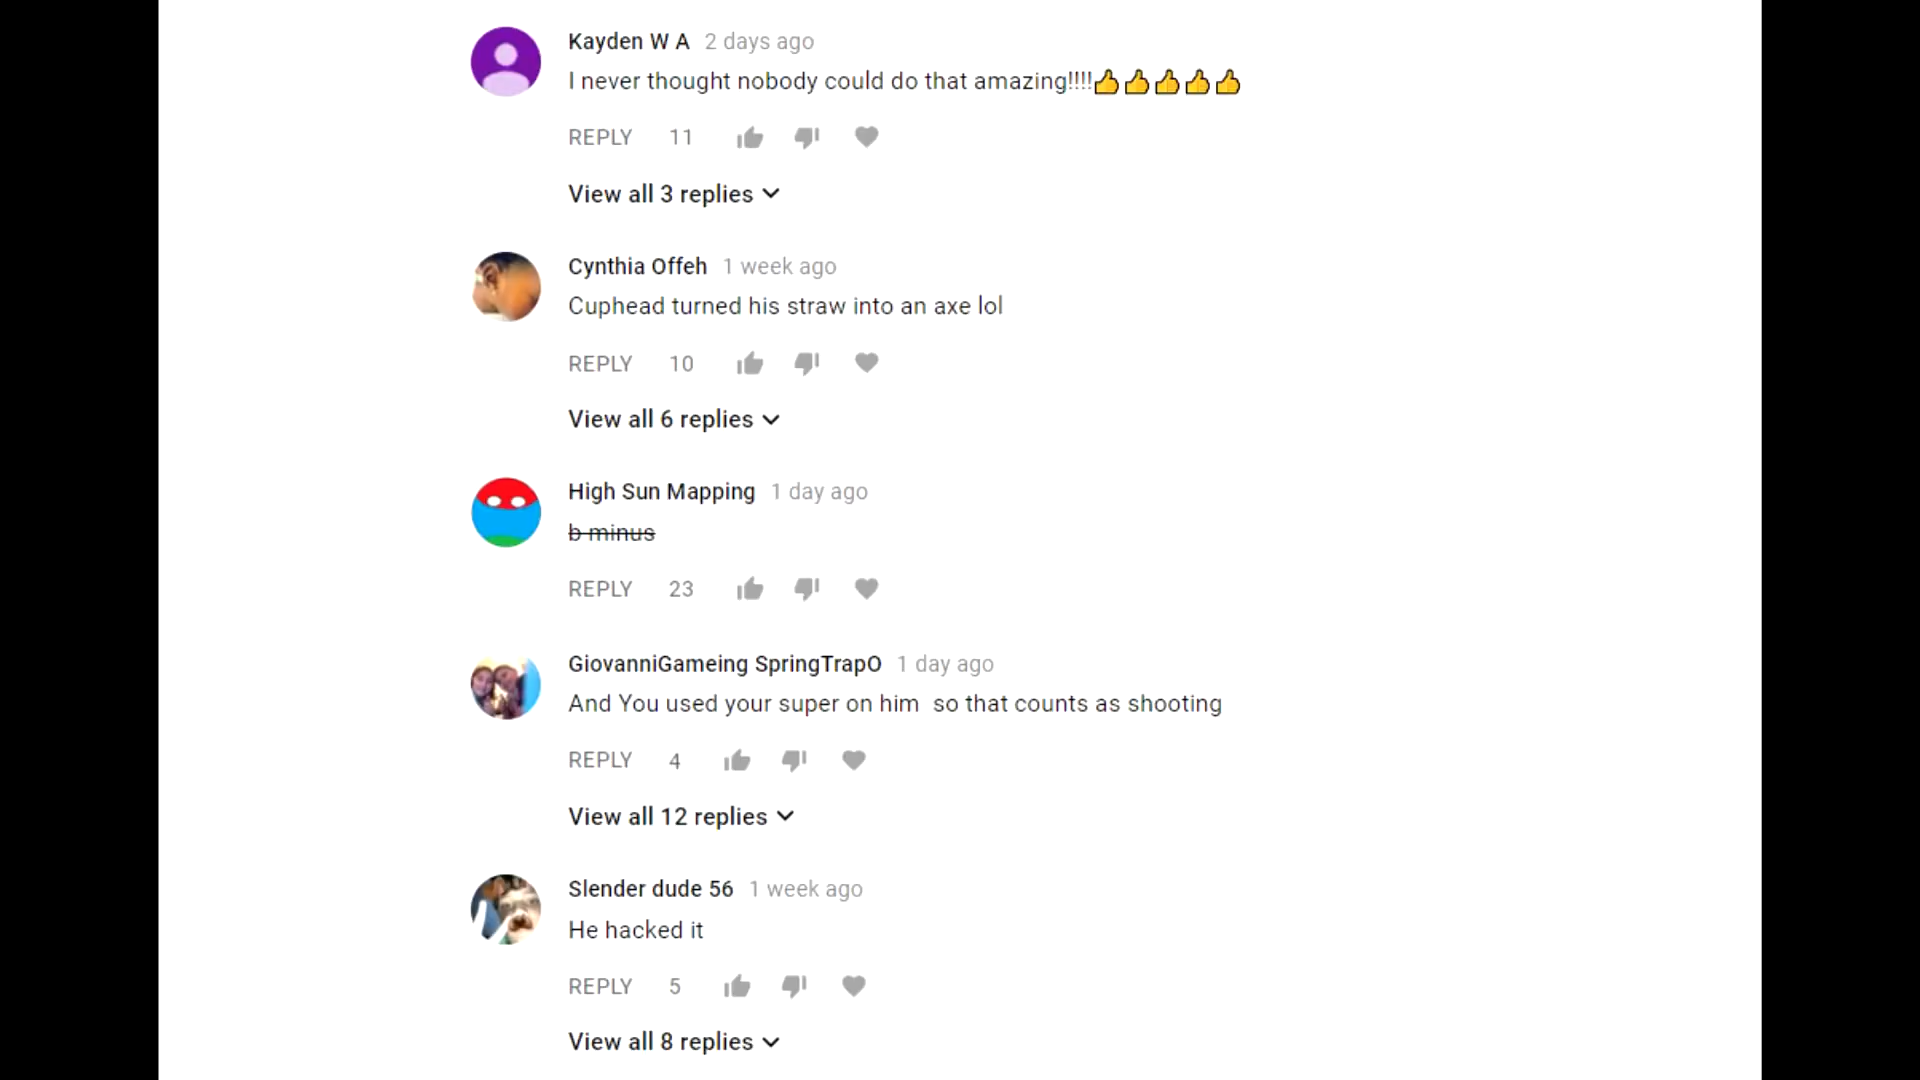 Kayden W A 2 days ago
I never thought nobody could do that amazing!!!!👍👍👍👍👍
REPLY 11
View all 3 replies
Cynthia Offeh 1 week ago
Cuphead turned his straw into an axe lol
REPLY 10
View all 6 replies
High Sun Mapping 1 day ago
b minus
REPLY 23
GiovanniGameing SpringTrapO 1 day ago
And You used your super on him  so that counts as shooting
REPLY 4
View all 12 replies
Slender dude 56 1 week ago
He hacked it
REPLY 5
View all 8 replies